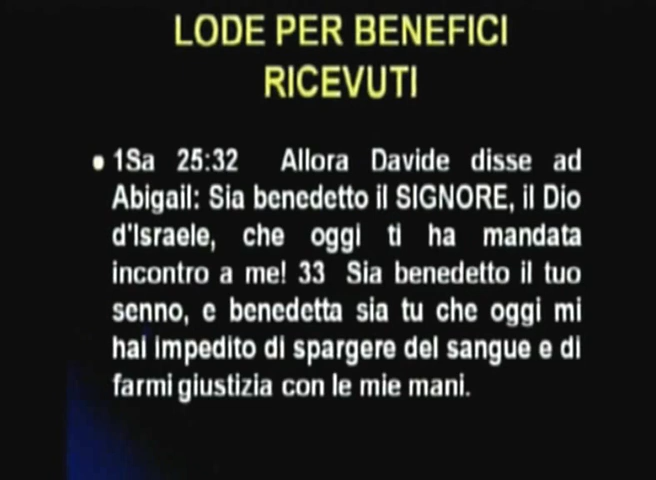 LODE PER BENEFICI
RICEVUTI
• 1Sa 25:32 Allora Davide disse ad
Abigail: Sia benedetto il SIGNORE, il Dio
d'Israele, che oggi ti ha mandata
incontro a me! 33 Sia benedetto il tuo
senno, e benedetta sia tu che oggi mi
hai impedito di spargere del sangue e di
farmi giustizia con le mie mani.